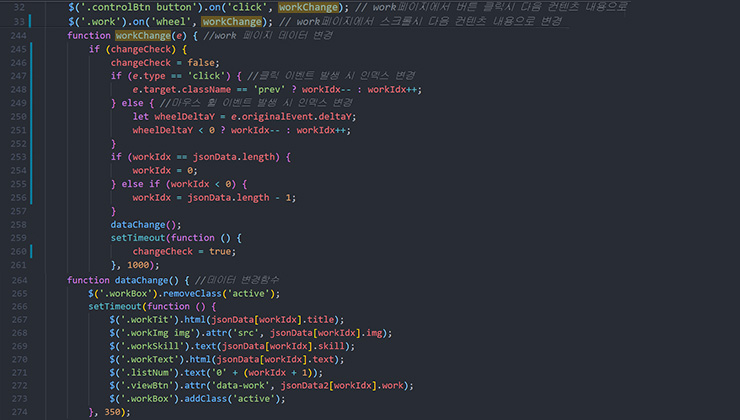 32 $('.controlBtn button').on('click', workChange); // work페이지에서 버튼 클릭시 다음 컨텐츠 내용으로
33 $('.work').on('wheel', workChange); // work페이지에서 스크롤시 다음 컨텐츠 내용으로 변경
244 function workChange(e) { //work 페이지 데이터 변경
245 if (changeCheck) {
246 changeCheck = false;
247 if (e.type == 'click') { //클릭 이벤트 발생 시 인덱스 변경
248 e.target.className == 'prev' ? workIdx-- : workIdx++;
249 } else { //마우스 휠 이벤트 발생 시 인덱스 변경
250 let wheelDeltaY = e.originalEvent.deltaY;
251 wheelDeltaY < 0 ? workIdx-- : workIdx++;
252 }
253 if (workIdx == jsonData.length) {
254 workIdx = 0;
255 } else if (workIdx < 0) {
256 workIdx = jsonData.length - 1;
257 }
258 dataChange();
259 setTimeout(function () {
260 changeCheck = true;
261 }, 1000);
264 function dataChange() { //데이터 변경함수
265 $('.workBox').removeClass('active');
266 setTimeout(function () {
267 $('.workTit').html(jsonData[workIdx].title);
268 $('.workImg img').attr('src', jsonData[workIdx].img);
269 $('.workSkill').text(jsonData[workIdx].skill);
270 $('.workText').html(jsonData[workIdx].text);
271 $('.listNum').text('0' + (workIdx + 1));
272 $('.viewBtn').attr('data-work', jsonData2[workIdx].work);
273 $('.workBox').addClass('active');
274 }, 350);